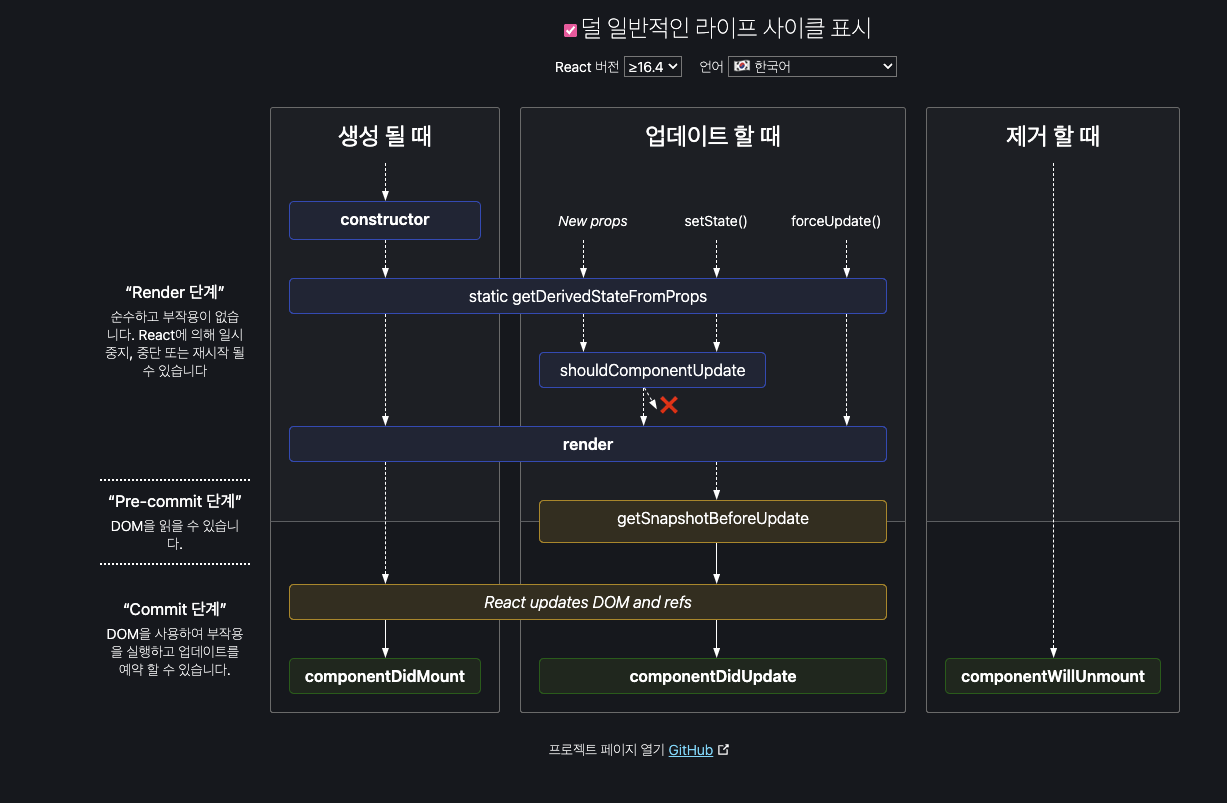 덜 일반적인 라이프 사이클 표시
React 버전 ≥16.4 언어 🇰🇷 한국어
생성 될 때
업데이트 할 때
제거 할 때
constructor
New props
setState()
forceUpdate()
“Render 단계”
순수하고 부작용이 없습
니다. React에 의해 일시
중지, 중단 또는 재시작 될
수 있습니다
static getDerivedStateFromProps
shouldComponentUpdate
render
“Pre-commit 단계”
DOM을 읽을 수 있습니
다.
getSnapshotBeforeUpdate
“Commit 단계”
DOM을 사용하여 부작용
을 실행하고 업데이트를
예약 할 수 있습니다.
React updates DOM and refs
componentDidMount
componentDidUpdate
componentWillUnmount
프로젝트 페이지 열기 GitHub